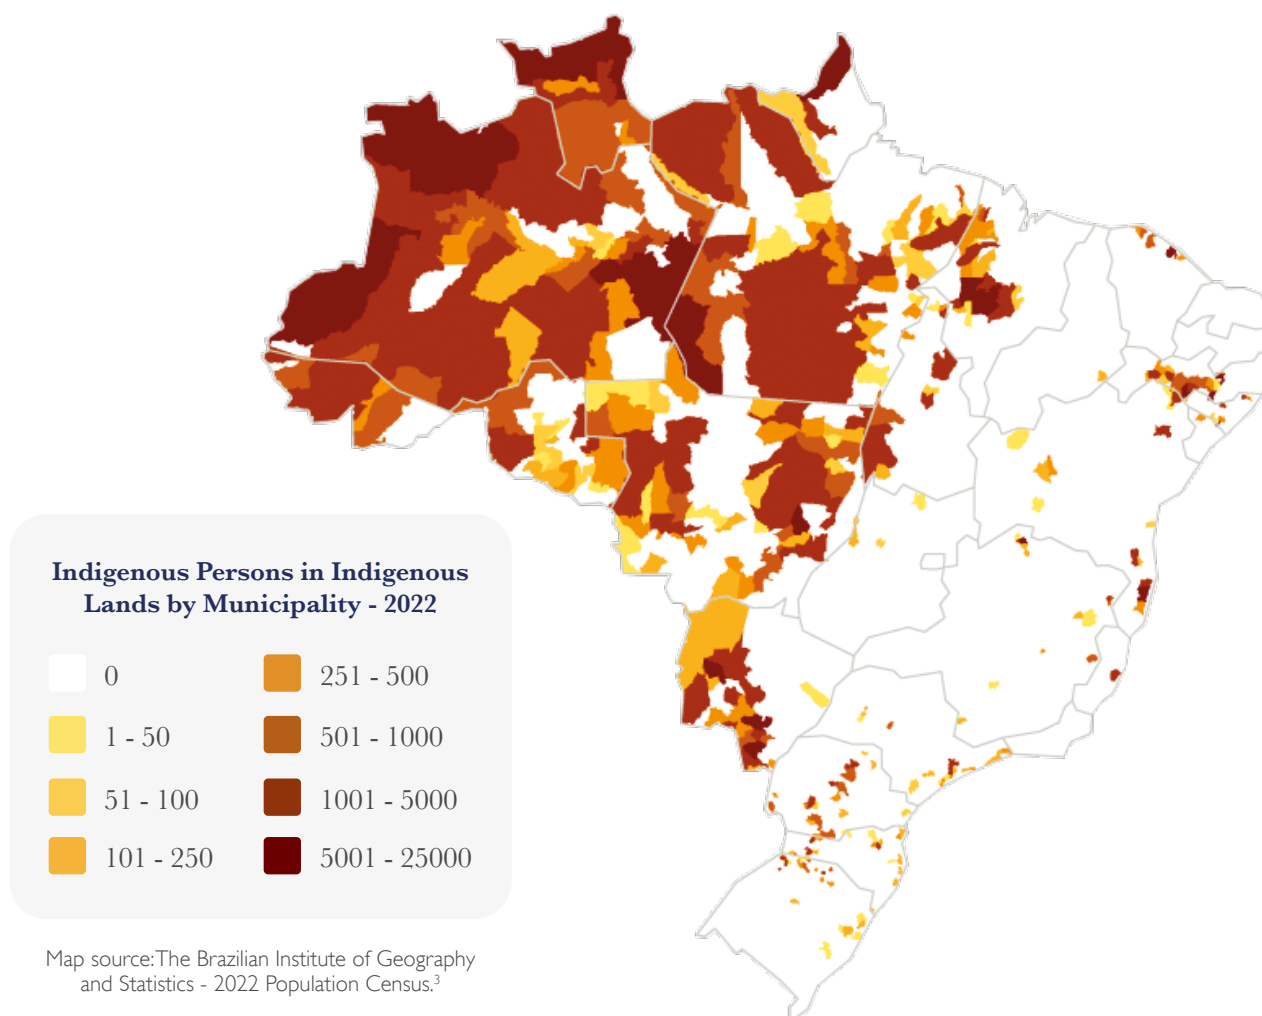 Indigenous Persons in Indigenous
Lands by Municipality - 2022
0
1 - 50
51 - 100
101 - 250
251 - 500
501 - 1000
1001 - 5000
5001 - 25000
Map source:The Brazilian Institute of Geography
and Statistics - 2022 Population Census.³